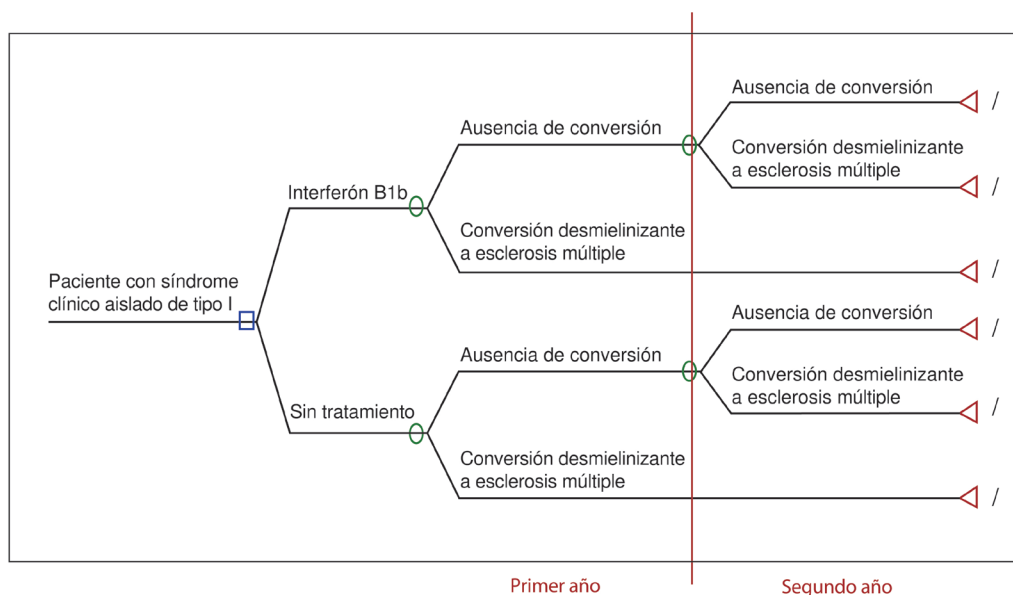 Ausencia de conversión
/
Ausencia de conversión
Conversión desmielinizante
a esclerosis múltiple
/
Interferón B1b
Conversión desmielinizante
a esclerosis múltiple
/
Paciente con síndrome
clínico aislado de tipo I
Ausencia de conversión
/
Ausencia de conversión
Conversión desmielinizante
a esclerosis múltiple
/
Sin tratamiento
Conversión desmielinizante
a esclerosis múltiple
/
Primer año
Segundo año